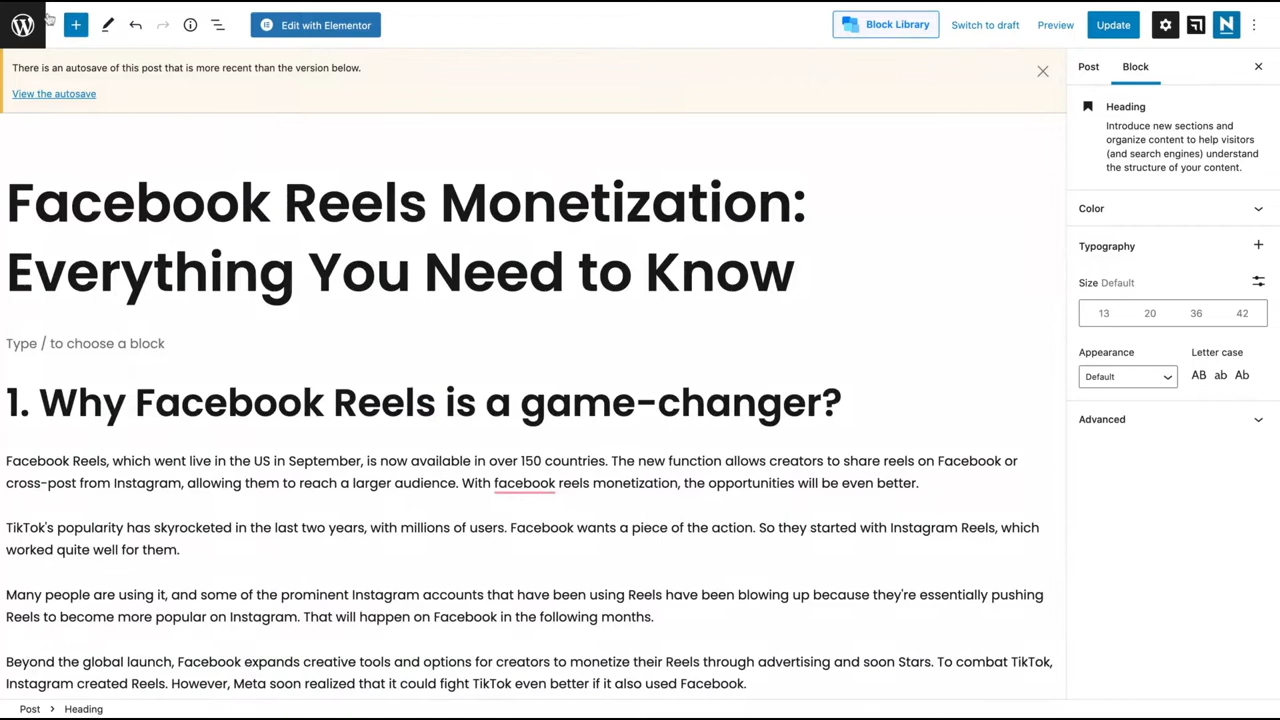 Edit with Elementor
Block Library
Switch to draft
Preview
Update
There is an autosave of this post that is more recent than the version below.
View the autosave
Facebook Reels Monetization:
Everything You Need to Know
Type / to choose a block
1. Why Facebook Reels is a game-changer?
Facebook Reels, which went live in the US in September, is now available in over 150 countries. The new function allows creators to share reels on Facebook or
cross-post from Instagram, allowing them to reach a larger audience. With facebook reels monetization, the opportunities will be even better.
TikTok's popularity has skyrocketed in the last two years, with millions of users. Facebook wants a piece of the action. So they started with Instagram Reels, which
worked quite well for them.
Many people are using it, and some of the prominent Instagram accounts that have been using Reels have been blowing up because they're essentially pushing
Reels to become more popular on Instagram. That will happen on Facebook in the following months.
Beyond the global launch, Facebook expands creative tools and options for creators to monetize their Reels through advertising and soon Stars. To combat TikTok,
Instagram created Reels. However, Meta soon realized that it could fight TikTok even better if it also used Facebook.
Post
Block
Heading
Introduce new sections and
organize content to help visitors
(and search engines) understand
the structure of your content.
Color
Typography
Size Default
13 20 36 42
Appearance
Letter case
Default
AB ab Ab
Advanced
Post > Heading